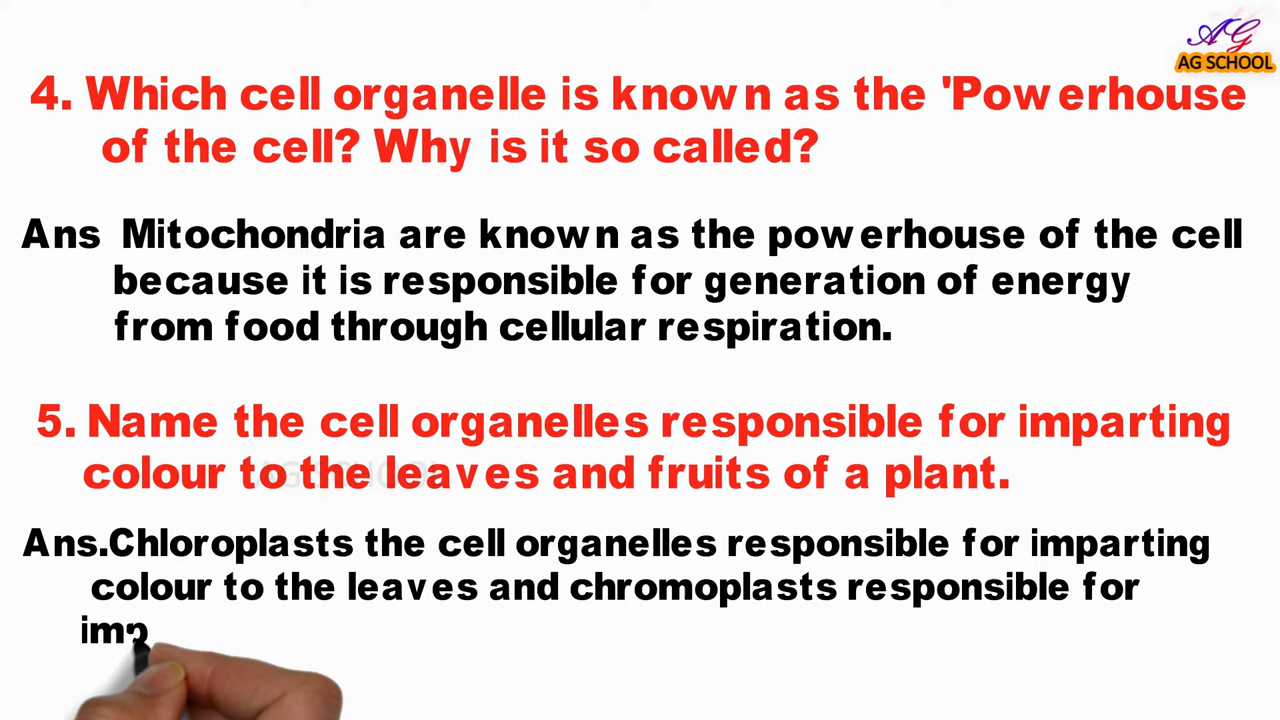 AG
AG SCHOOL
4. Which cell organelle is known as the 'Powerhouse
of the cell? Why is it so called?
Ans Mitochondria are known as the powerhouse of the cell
because it is responsible for generation of energy
from food through cellular respiration.
5. Name the cell organelles responsible for imparting
colour to the leaves and fruits of a plant.
AG SCHOOL
Ans.Chloroplasts the cell organelles responsible for imparting
colour to the leaves and chromoplasts responsible for
imp